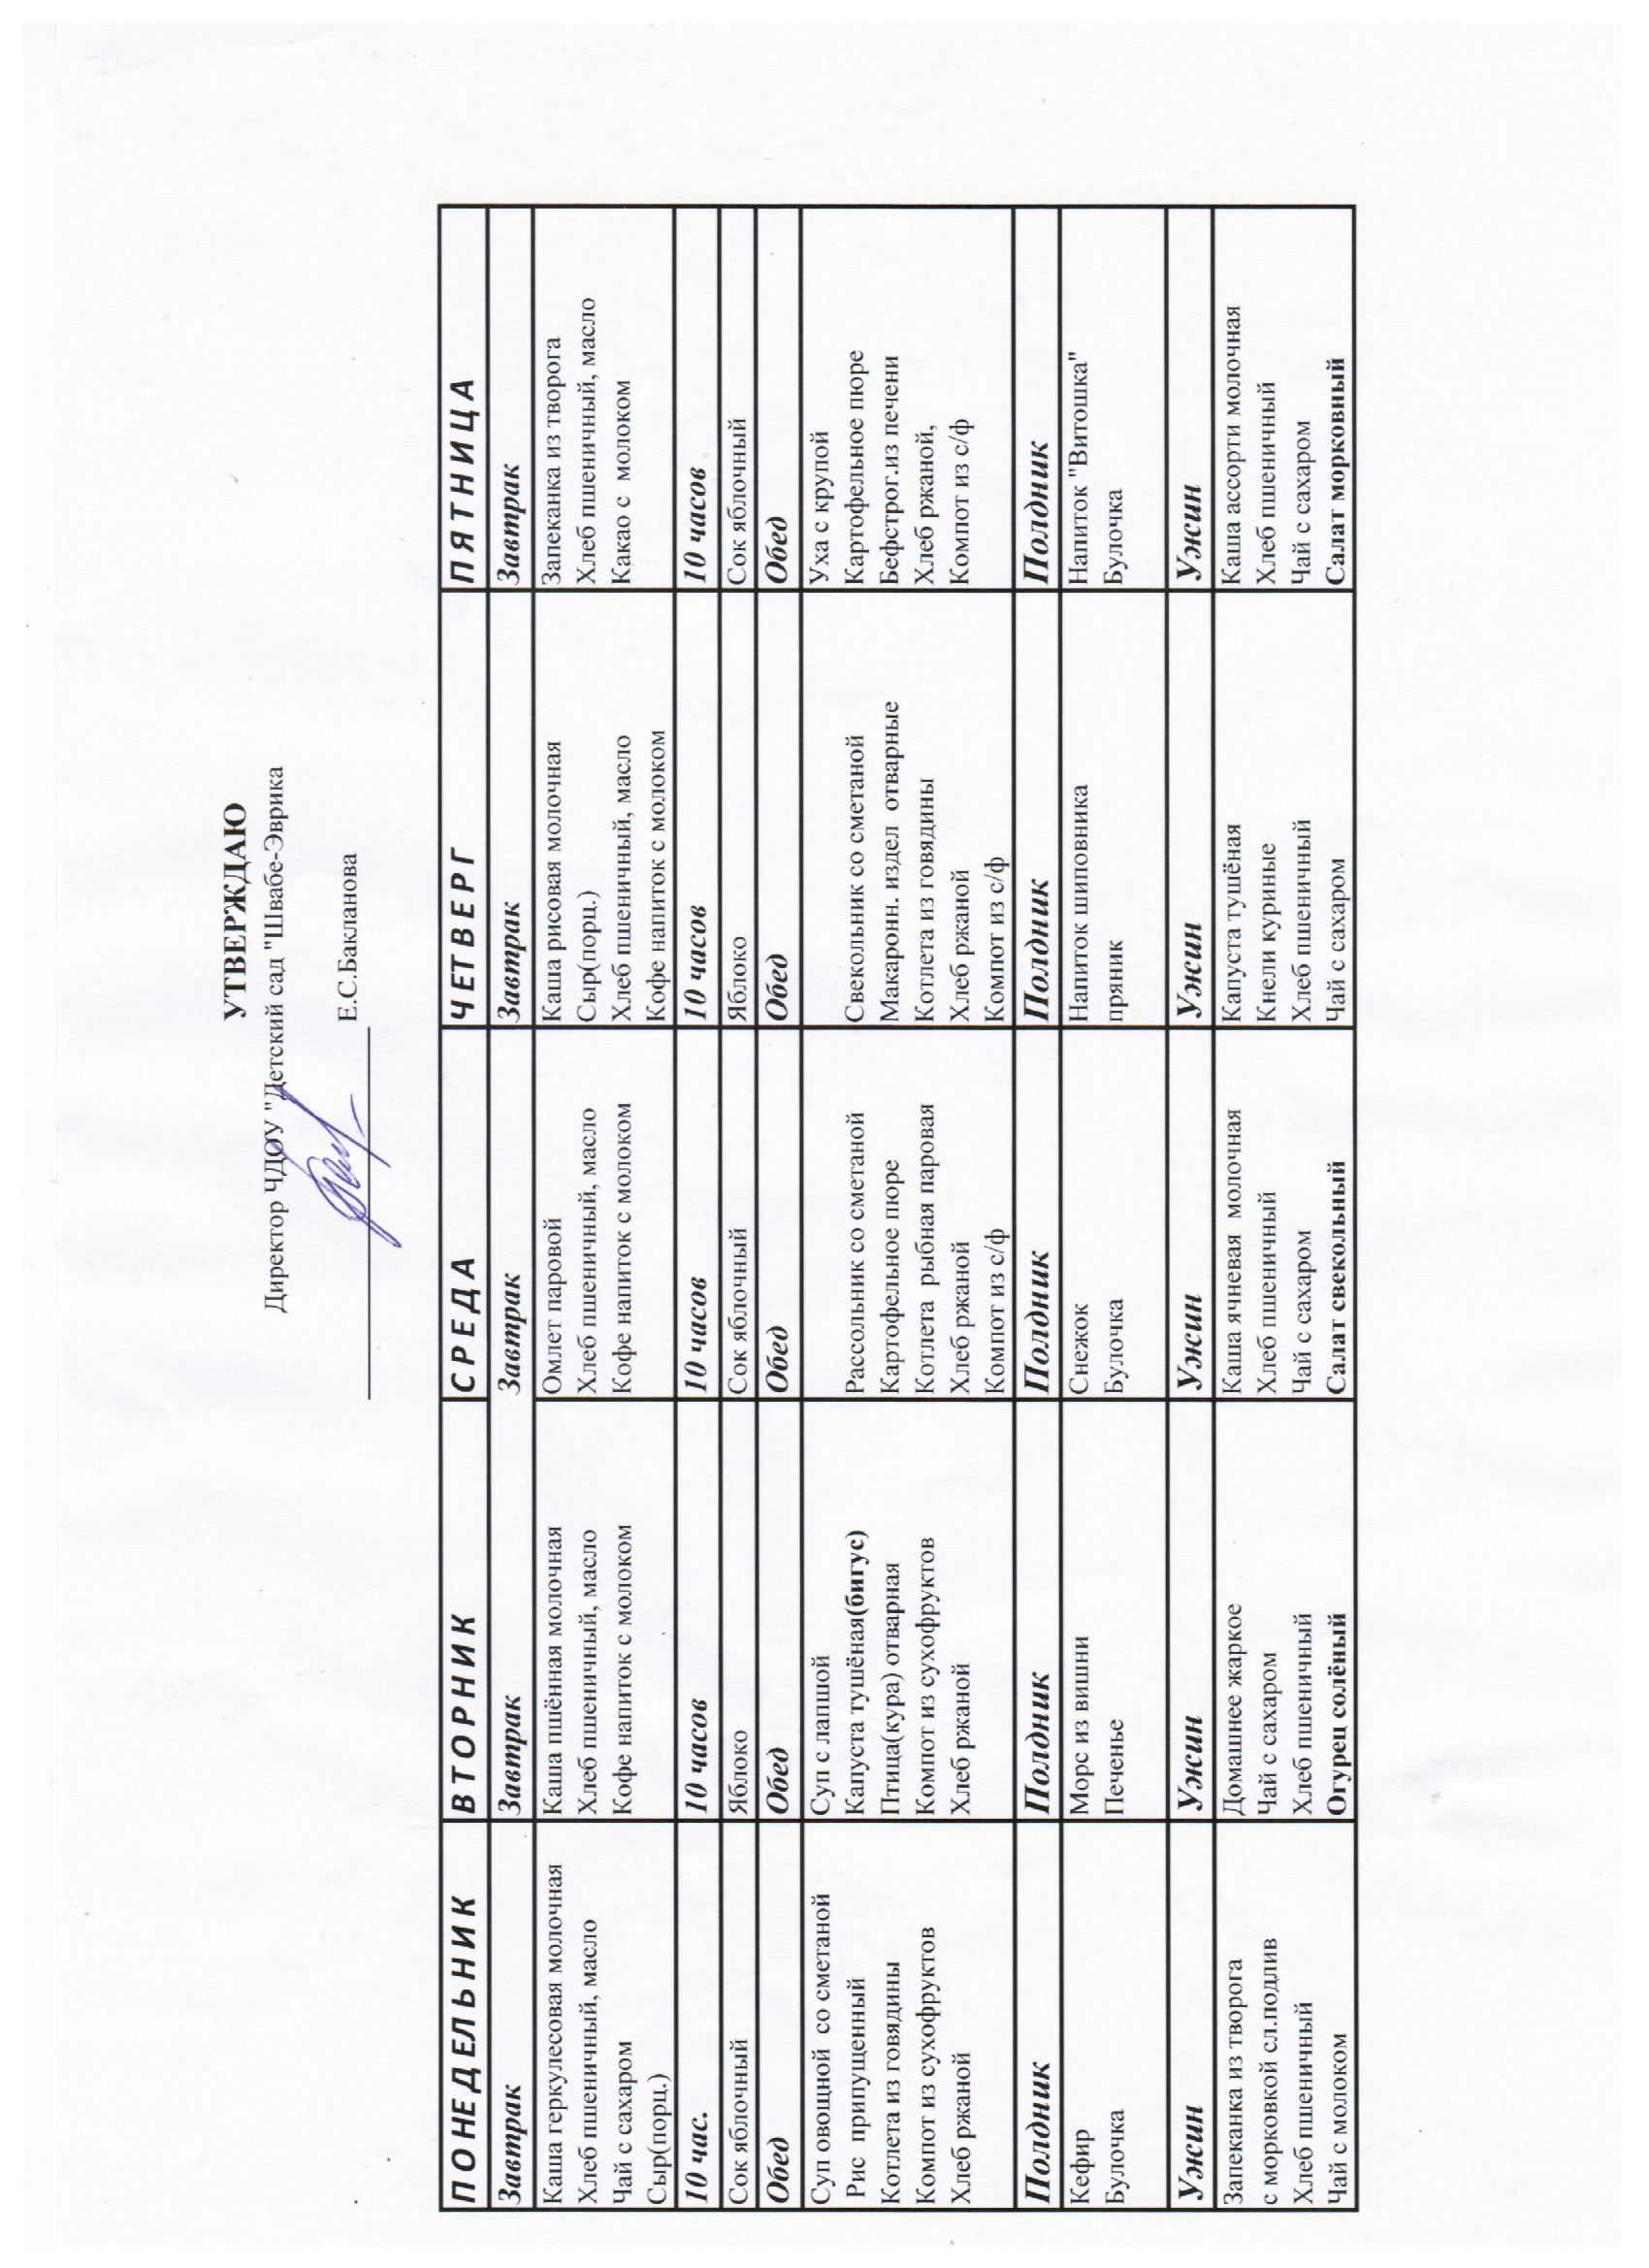 УТВЕРЖДАЮ
Директор ЧДОУ "Детский сад "Швабе-Эврика
Е.С.Бакланова
ПОНЕДЕЛЬНИК ВТОРНИК СРЕДА ЧЕТВЕРГ ПЯТНИЦА
Завтрак Завтрак Завтрак Завтрак Завтрак
Каша геркулесовая молочная Каша пшённая молочная Омлет паровой Каша рисовая молочная Запеканка из творога
Хлеб пшеничный, масло Хлеб пшеничный, масло Хлеб пшеничный, масло Сыр(порц.) Хлеб пшеничный, масло
Чай с сахаром Кофе напиток с молоком Кофе напиток с молоком Хлеб пшеничный, масло Какао с молоком
Сыр(порц.) Кофе напиток с молоком
10 час. 10 часов 10 часов 10 часов 10 часов
Сок яблочный Яблоко Сок яблочный Яблоко Сок яблочный
Обед Обед Обед Обед Обед
Суп овощной со сметаной Суп с лапшой Уха с крупой
Рис припущенный Капуста тушёная(бигус) Рассольник со сметаной Свекольник со сметаной Картофельное пюре
Котлета из говядины Птица(кура) отварная Картофельное пюре Макаронн. издел отварные Бефстрог.из печени
Компот из сухофруктов Компот из сухофруктов Котлета рыбная паровая Котлета из говядины Хлеб ржаной,
Хлеб ржаной Хлеб ржаной Хлеб ржаной Хлеб ржаной Компот из с/ф
Компот из с/ф Компот из с/ф
Полдник Полдник Полдник Полдник Полдник
Кефир Морс из вишни Снежок Напиток шиповника Напиток "Витошка"
Булочка Печенье Булочка пряник Булочка
Ужин Ужин Ужин Ужин Ужин
Запеканка из творога Домашнее жаркое Каша ячневая молочная Капуста тушёная Каша ассорти молочная
с морковкой сл.подлив Чай с сахаром Хлеб пшеничный Кнели куриные Хлеб пшеничный
Хлеб пшеничный Хлеб пшеничный Чай с сахаром Хлеб пшеничный Чай с сахаром
Чай с молоком Огурец солёный Салат свекольный Чай с сахаром Салат морковный